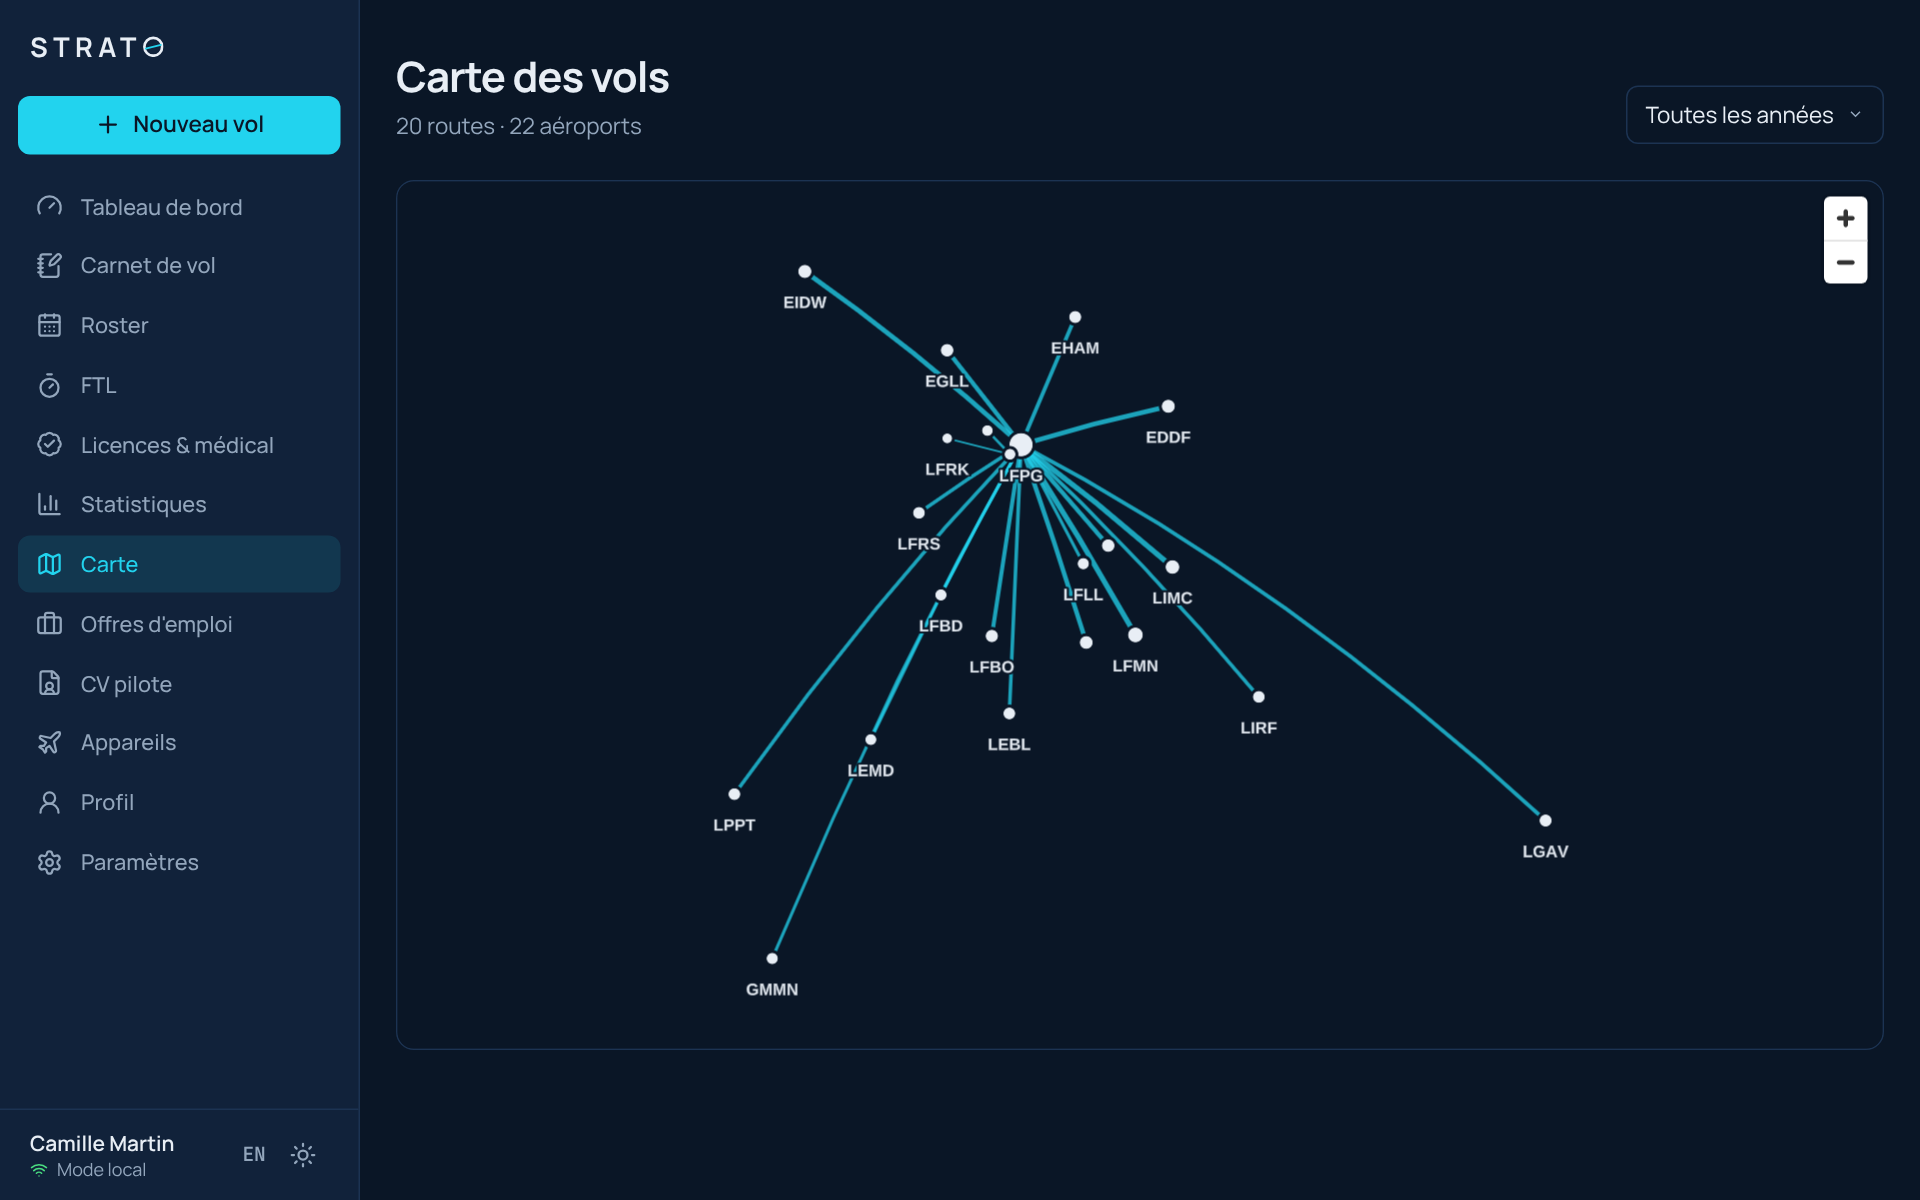 STRATO
Nouveau vol
Tableau de bord
Carnet de vol
Roster
FTL
Licences & médical
Statistiques
Carte
Offres d'emploi
CV pilote
Appareils
Profil
Paramètres
Camille Martin
Mode local
EN
Carte des vols
20 routes · 22 aéroports
Toutes les années
EIDW
EHAM
EGLL
EDDF
LFRK
LFPG
LFRS
LFLL
LIMC
LFBD
LFBO
LFMN
LIRF
LEBL
LEMD
LPPT
LGAV
GMMN